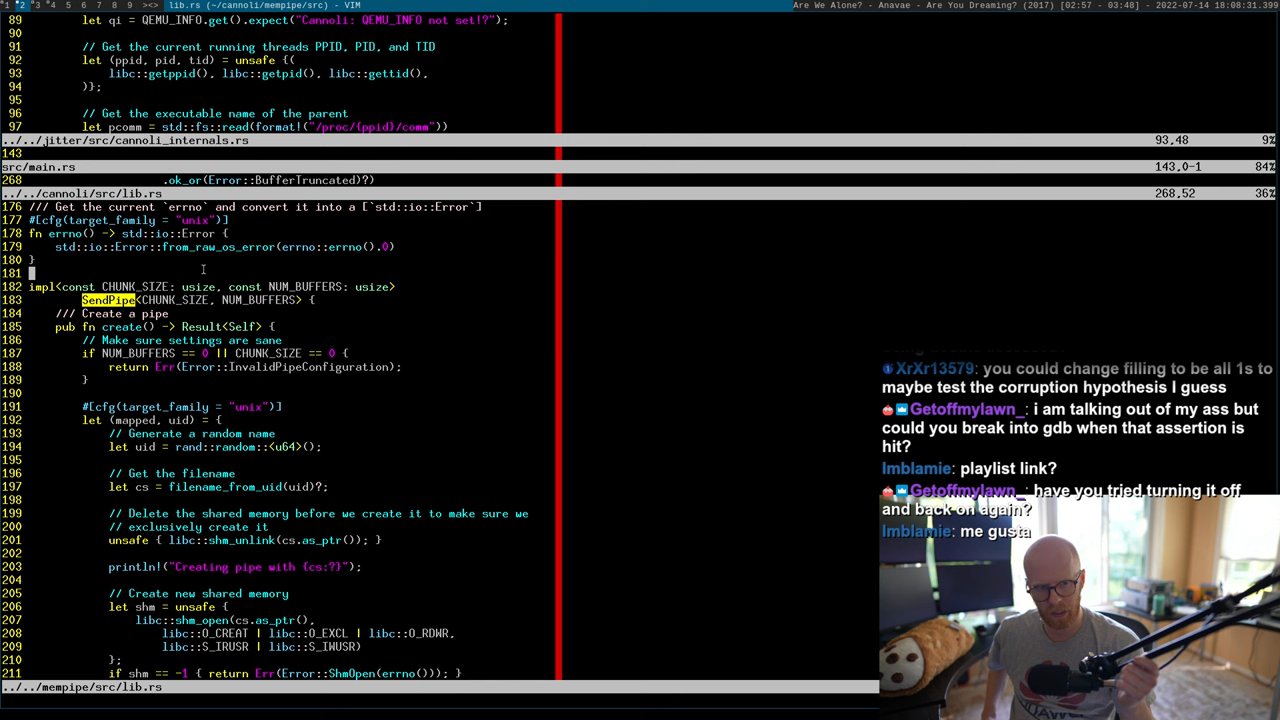 1 2 3 4 5 6 7 8 9 ><> lib.rs (~/cannoli/mempipe/src) - VIM
Are We Alone? - Anavae - Are You Dreaming? (2017) [02:57 - 03:48] - 2022-07-14 18:08:31.399
89 let qi = QEMU_INFO.get().expect("Cannoli: QEMU_INFO not set!?");
90
91 // Get the current running threads PPID, PID, and TID
92 let (ppid, pid, tid) = unsafe {(
93 libc::getppid(), libc::getpid(), libc::gettid(),
94 )};
95
96 // Get the executable name of the parent
97 let pcomm = std::fs::read(format!("/proc/{ppid}/comm"))
../../jitter/src/cannoli_internals.rs 93,48 9%
143
src/main.rs 143,0-1 84%
268 .ok_or(Error::BufferTruncated)?)
../../cannoli/src/lib.rs 268,52 36%
176 /// Get the current `errno` and convert it into a [`std::io::Error`]
177 #[cfg(target_family = "unix")]
178 fn errno() -> std::io::Error {
179 std::io::Error::from_raw_os_error(errno::errno().0)
180 }
181
182 impl<const CHUNK_SIZE: usize, const NUM_BUFFERS: usize>
183 SendPipe<CHUNK_SIZE, NUM_BUFFERS> {
184 /// Create a pipe
185 pub fn create() -> Result<Self> {
186 // Make sure settings are sane
187 if NUM_BUFFERS == 0 || CHUNK_SIZE == 0 {
188 return Err(Error::InvalidPipeConfiguration);
189 }
190
191 #[cfg(target_family = "unix")]
192 let (mapped, uid) = {
193 // Generate a random name
194 let uid = rand::random::<u64>();
195
196 // Get the filename
197 let cs = filename_from_uid(uid)?;
198
199 // Delete the shared memory before we create it to make sure we
200 // exclusively create it
201 unsafe { libc::shm_unlink(cs.as_ptr()); }
202
203 println!("Creating pipe with {cs:?}");
204
205 // Create new shared memory
206 let shm = unsafe {
207 libc::shm_open(cs.as_ptr(),
208 libc::O_CREAT | libc::O_EXCL | libc::O_RDWR,
209 libc::S_IRUSR | libc::S_IWUSR)
210 };
211 if shm == -1 { return Err(Error::ShmOpen(errno())); }
../../mempipe/src/lib.rs
XrXr13579: you could change filling to be all 1s to
maybe test the corruption hypothesis I guess
Getoffmylawn_: i am talking out of my ass but
could you break into gdb when that assertion is
hit?
Imblamie: playlist link?
Getoffmylawn_: have you tried turning it off
and back on again?
Imblamie: me gusta